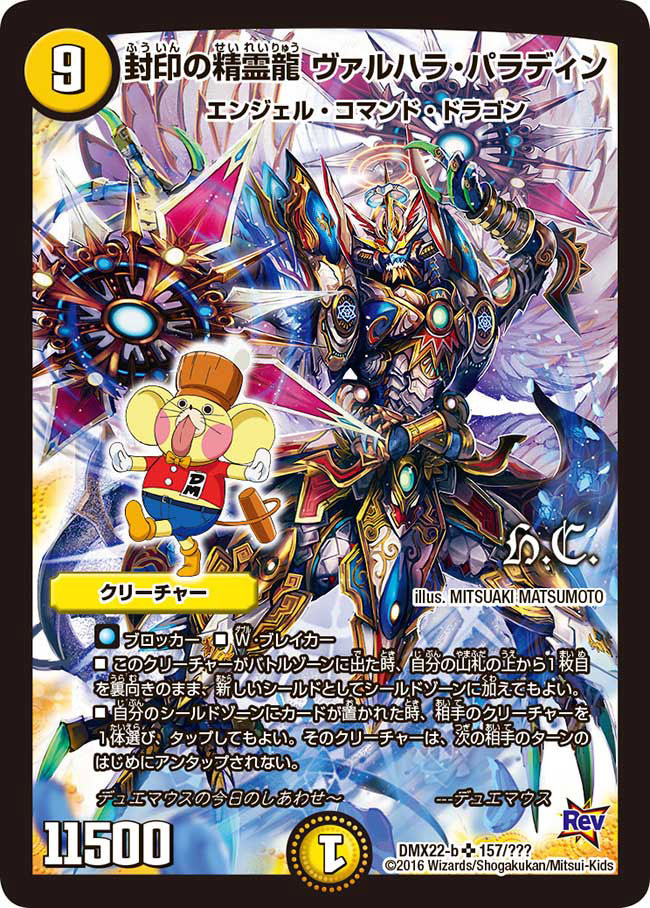 9
封印の精霊龍 ヴァルハラ・パラディン
エンジェル・コマンド・ドラゴン
DM
H.C.
クリーチャー
illus. MITSUAKI MATSUMOTO
ブロッカー ■ W・ブレイカー
■ このクリーチャーがバトルゾーンに出た時、自分の山札の上から1枚目
を裏向きのまま、新しいシールドとしてシールドゾーンに加えてもよい。
■ 自分のシールドゾーンにカードが置かれた時、相手のクリーチャーを
1体選び、タップしてもよい。そのクリーチャーは、次の相手のターンの
はじめにアンタップされない。
デュエマウスの今日のしあわせ〜 ---デュエマウス
11500
1
Rev
DMX22-b 157/???
©2016 Wizards/Shogakukan/Mitsui-Kids